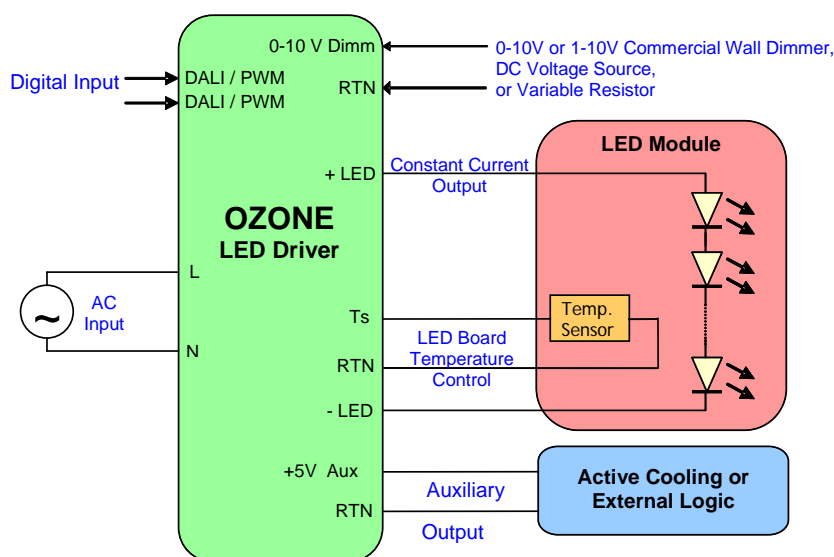 0-10 V Dimm
0-10V or 1-10V Commercial Wall Dimmer,
DC Voltage Source,
or Variable Resistor
Digital Input
DALI / PWM
DALI / PWM
RTN
LED Module
+ LED
Constant Current
Output
OZONE
LED Driver
L
~
AC
Input
N
Ts
Temp.
Sensor
LED Board
Temperature
Control
RTN
- LED
+5V Aux
Auxiliary
RTN
Output
Active Cooling or
External Logic